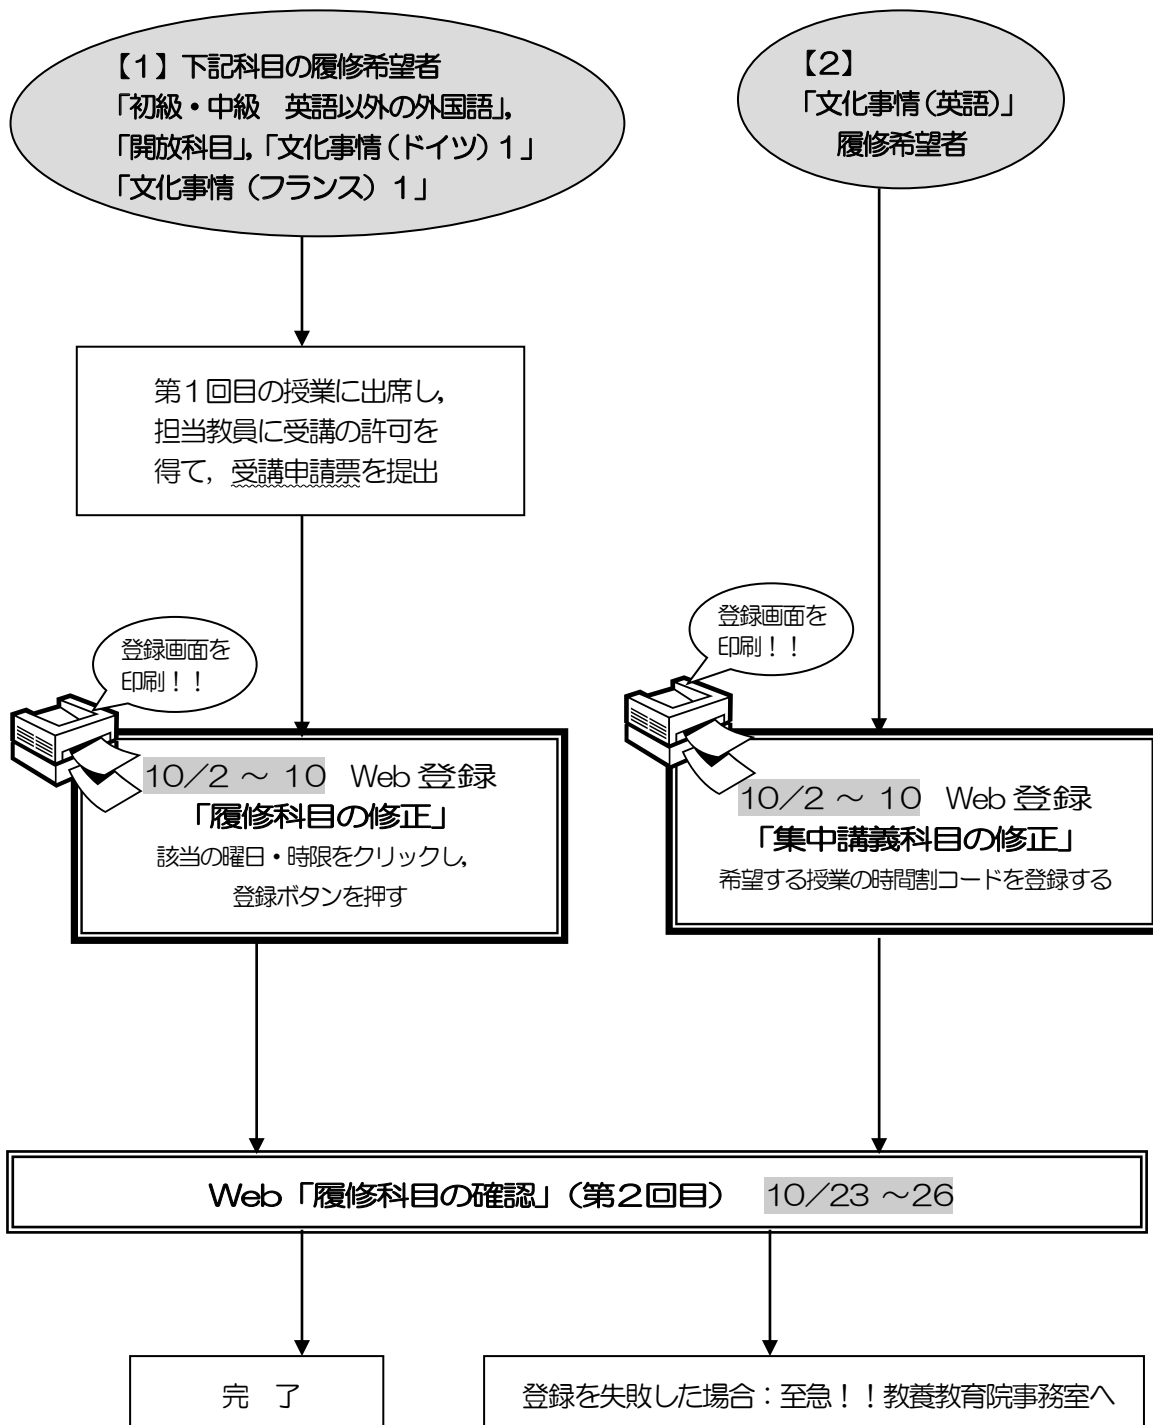 【１】下記科目の履修希望者
「初級・中級　英語以外の外国語」,
「開放科目」,「文化事情（ドイツ）１」
「文化事情（フランス）１」
【２】
「文化事情（英語）」
履修希望者
第１回目の授業に出席し,
担当教員に受講の許可を
得て, 受講申請票を提出
登録画面を
印刷！！
10／2 ～ 10　Web 登録
「履修科目の修正」
該当の曜日・時限をクリックし,
登録ボタンを押す
登録画面を
印刷！！
10／2 ～ 10　Web 登録
「集中講義科目の修正」
希望する授業の時間割コードを登録する
Web「履修科目の確認」（第２回目）　10／23 ～26
完　了
登録を失敗した場合：至急！！教養教育院事務室へ